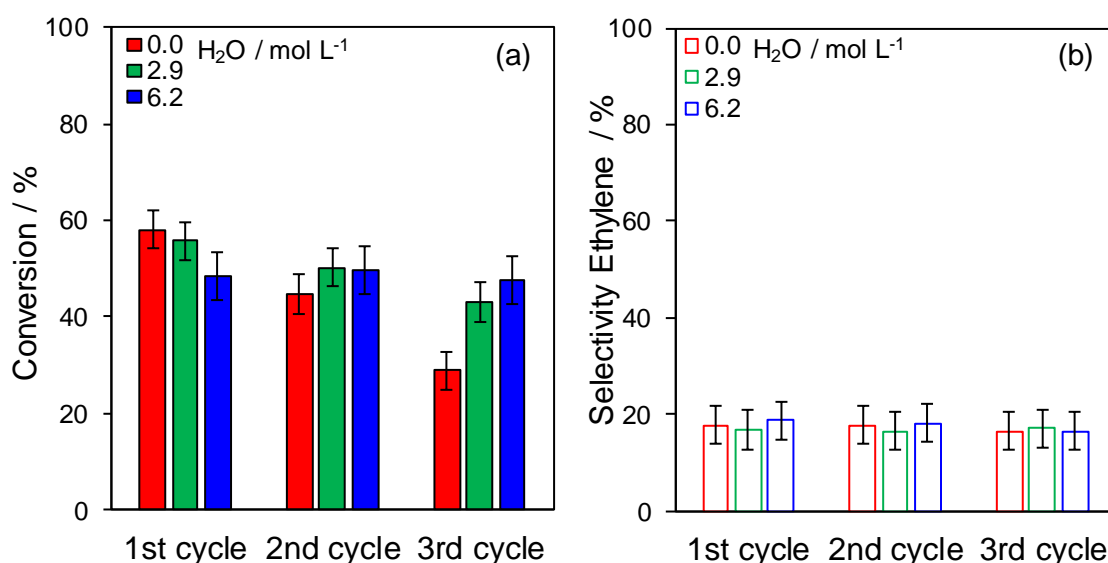 Conversion / %
100
80
60
40
20
0
H₂O / mol L⁻¹
0.0
2.9
6.2
(a)
1st cycle 2nd cycle 3rd cycle
Selectivity Ethylene / %
100
80
60
40
20
0
H₂O / mol L⁻¹
0.0
2.9
6.2
(b)
1st cycle 2nd cycle 3rd cycle